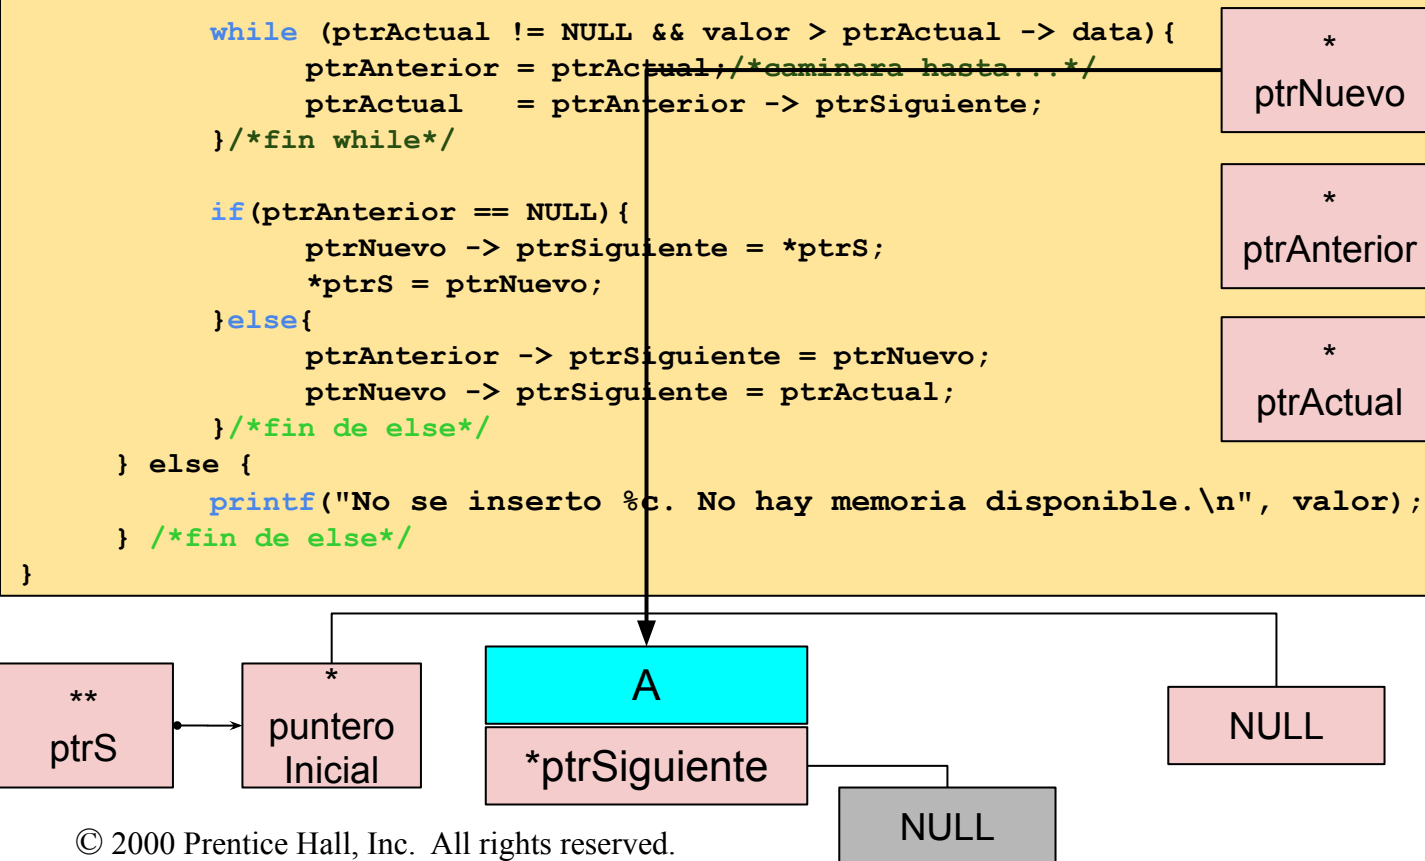 while (ptrActual != NULL && valor > ptrActual -> data){
ptrAnterior = ptrActual;/*caminara hasta...*/
ptrActual   = ptrAnterior -> ptrSiguiente;
}/*fin while*/
if(ptrAnterior == NULL){
ptrNuevo -> ptrSiguiente = *ptrS;
*ptrS = ptrNuevo;
}else{
ptrAnterior -> ptrSiguiente = ptrNuevo;
ptrNuevo -> ptrSiguiente = ptrActual;
}/*fin de else*/
} else {
printf("No se inserto %c. No hay memoria disponible.\n", valor);
} /*fin de else*/
}
*
ptrNuevo
*
ptrAnterior
*
ptrActual
**
ptrS
*
puntero
Inicial
A
*ptrSiguiente
NULL
NULL
© 2000 Prentice Hall, Inc.  All rights reserved.